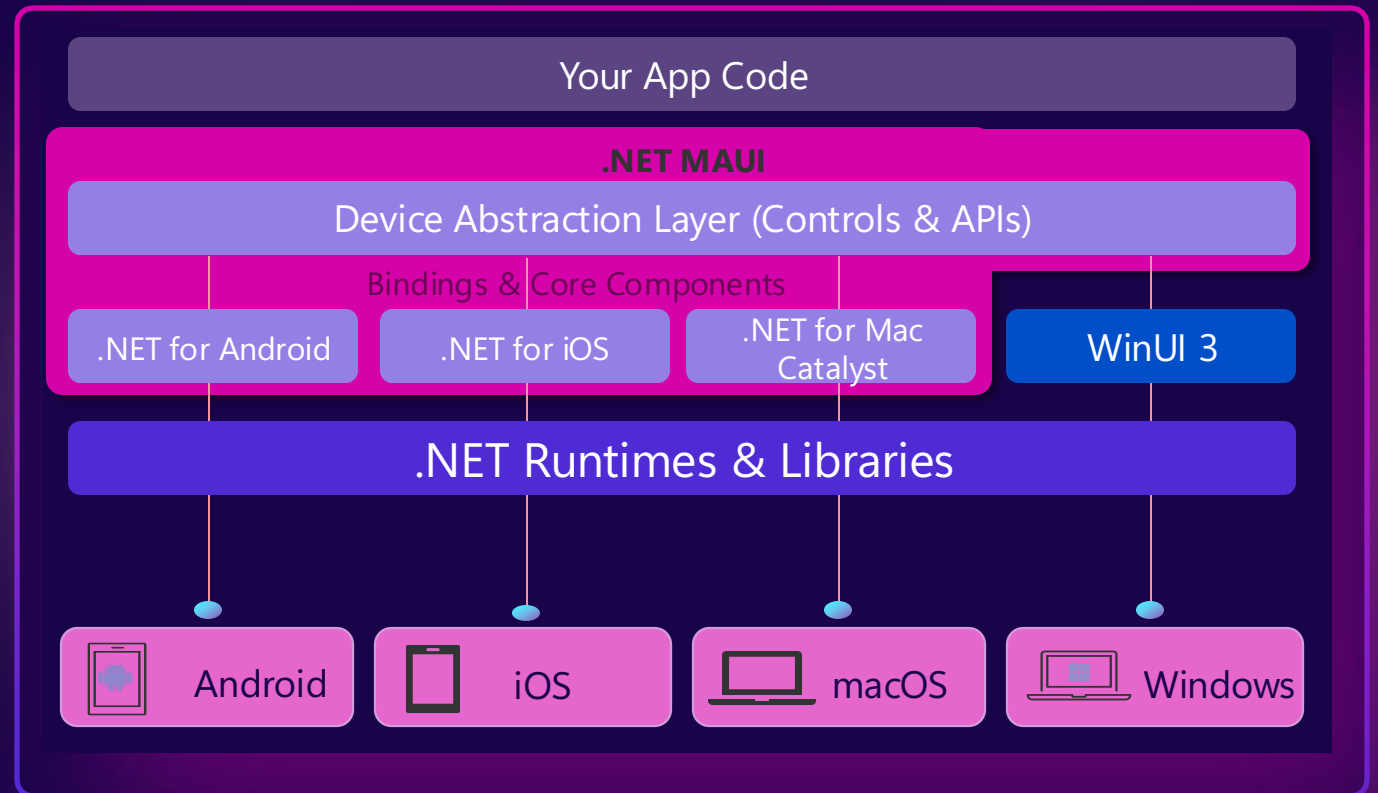 Your App Code
.NET MAUI
Device Abstraction Layer (Controls & APIs)
Bindings & Core Components
.NET for Android
.NET for iOS
.NET for Mac
Catalyst
WinUI 3
.NET Runtimes & Libraries
Android
iOS
macOS
Windows